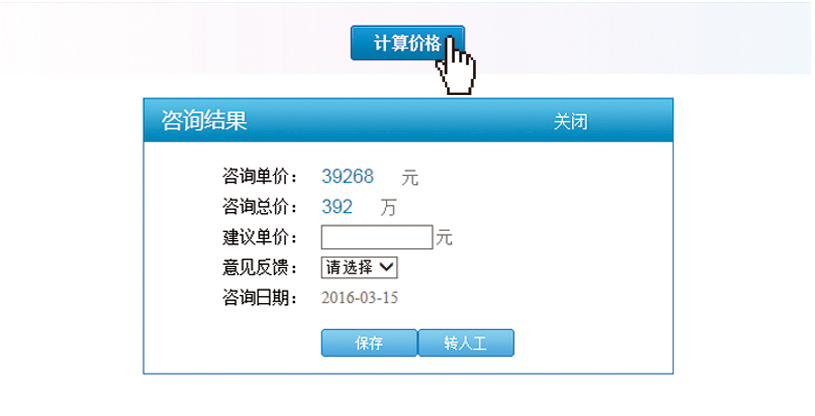 计算价格
咨询结果 关闭
咨询单价： 39268 元
咨询总价： 392 万
建议单价： 元
意见反馈： 请选择
咨询日期： 2016-03-15
保存 转人工